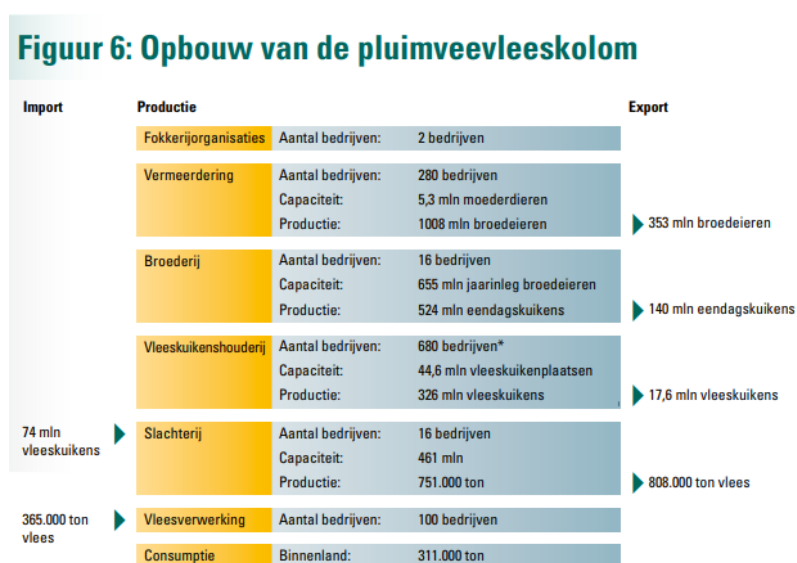 Figuur 6: Opbouw van de pluimveevleeskolom
Import Productie Export
Fokkerijorganisaties Aantal bedrijven: 2 bedrijven
Vermeerdering Aantal bedrijven: 280 bedrijven
Capaciteit: 5,3 mln moederdieren
Productie: 1008 mln broedeieren 353 mln broedeieren
Broederij Aantal bedrijven: 16 bedrijven
Capaciteit: 655 mln jaarinleg broedeieren
Productie: 524 mln eendagskuikens 140 mln eendagskuikens
Vleeskuikenshouderij Aantal bedrijven: 680 bedrijven*
Capaciteit: 44,6 mln vleeskuikenplaatsen
Productie: 326 mln vleeskuikens 17,6 mln vleeskuikens
74 mln Slachterij Aantal bedrijven: 16 bedrijven
vleeskuikens Capaciteit: 461 mln
Productie: 751.000 ton 808.000 ton vlees
365.000 ton Vleesverwerking Aantal bedrijven: 100 bedrijven
vlees
Consumptie Binnenland: 311.000 ton